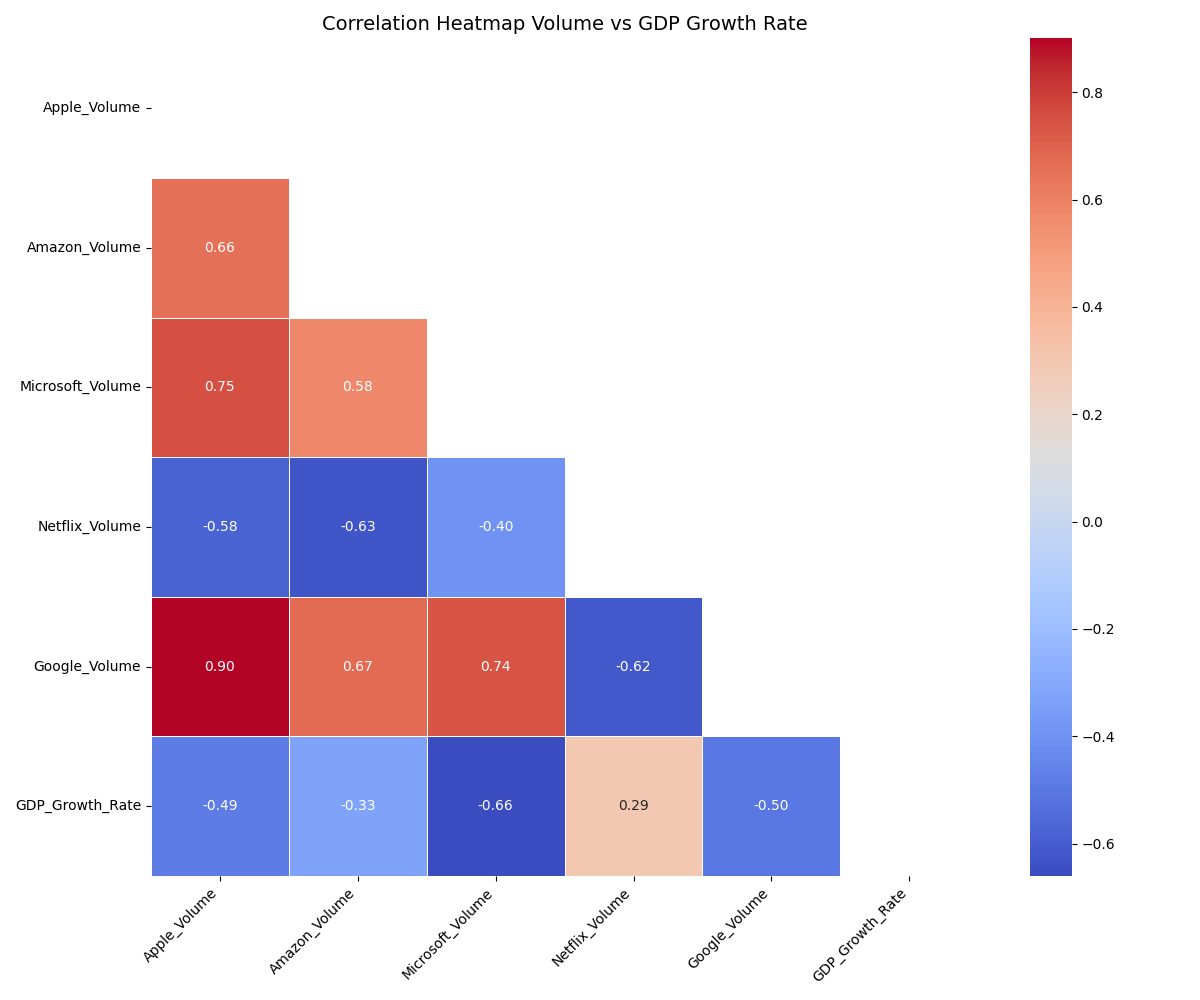 Correlation Heatmap Volume vs GDP Growth Rate
Apple_Volume
Amazon_Volume
Microsoft_Volume
Netflix_Volume
Google_Volume
GDP_Growth_Rate
0.66
0.75 0.58
-0.58 -0.63 -0.40
0.90 0.67 0.74 -0.62
-0.49 -0.33 -0.66 0.29 -0.50
Apple_Volume
Amazon_Volume
Microsoft_Volume
Netflix_Volume
Google_Volume
GDP_Growth_Rate
0.8
0.6
0.4
0.2
0.0
−0.2
−0.4
−0.6